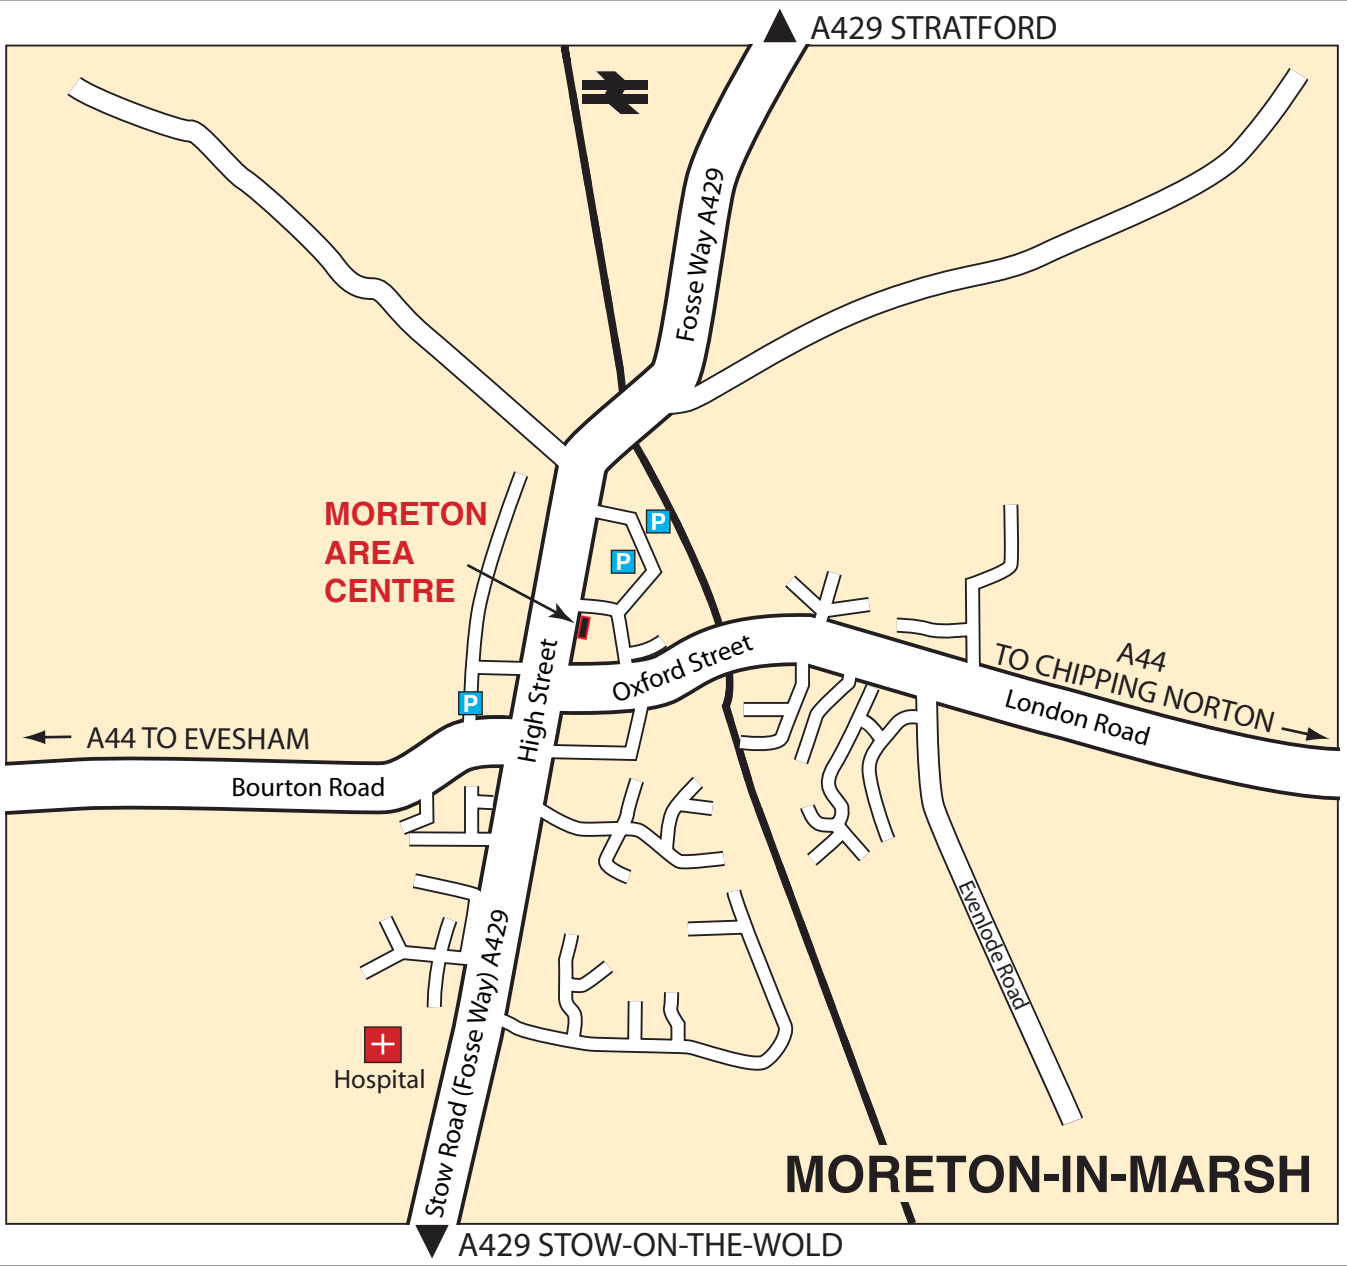 A429 STRATFORD
Fosse Way A429
MORETON
AREA
CENTRE
P
P
P
High Street
Oxford Street
A44
TO CHIPPING NORTON
London Road
A44 TO EVESHAM
Bourton Road
Evenlode Road
Stow Road (Fosse Way) A429
Hospital
MORETON-IN-MARSH
A429 STOW-ON-THE-WOLD